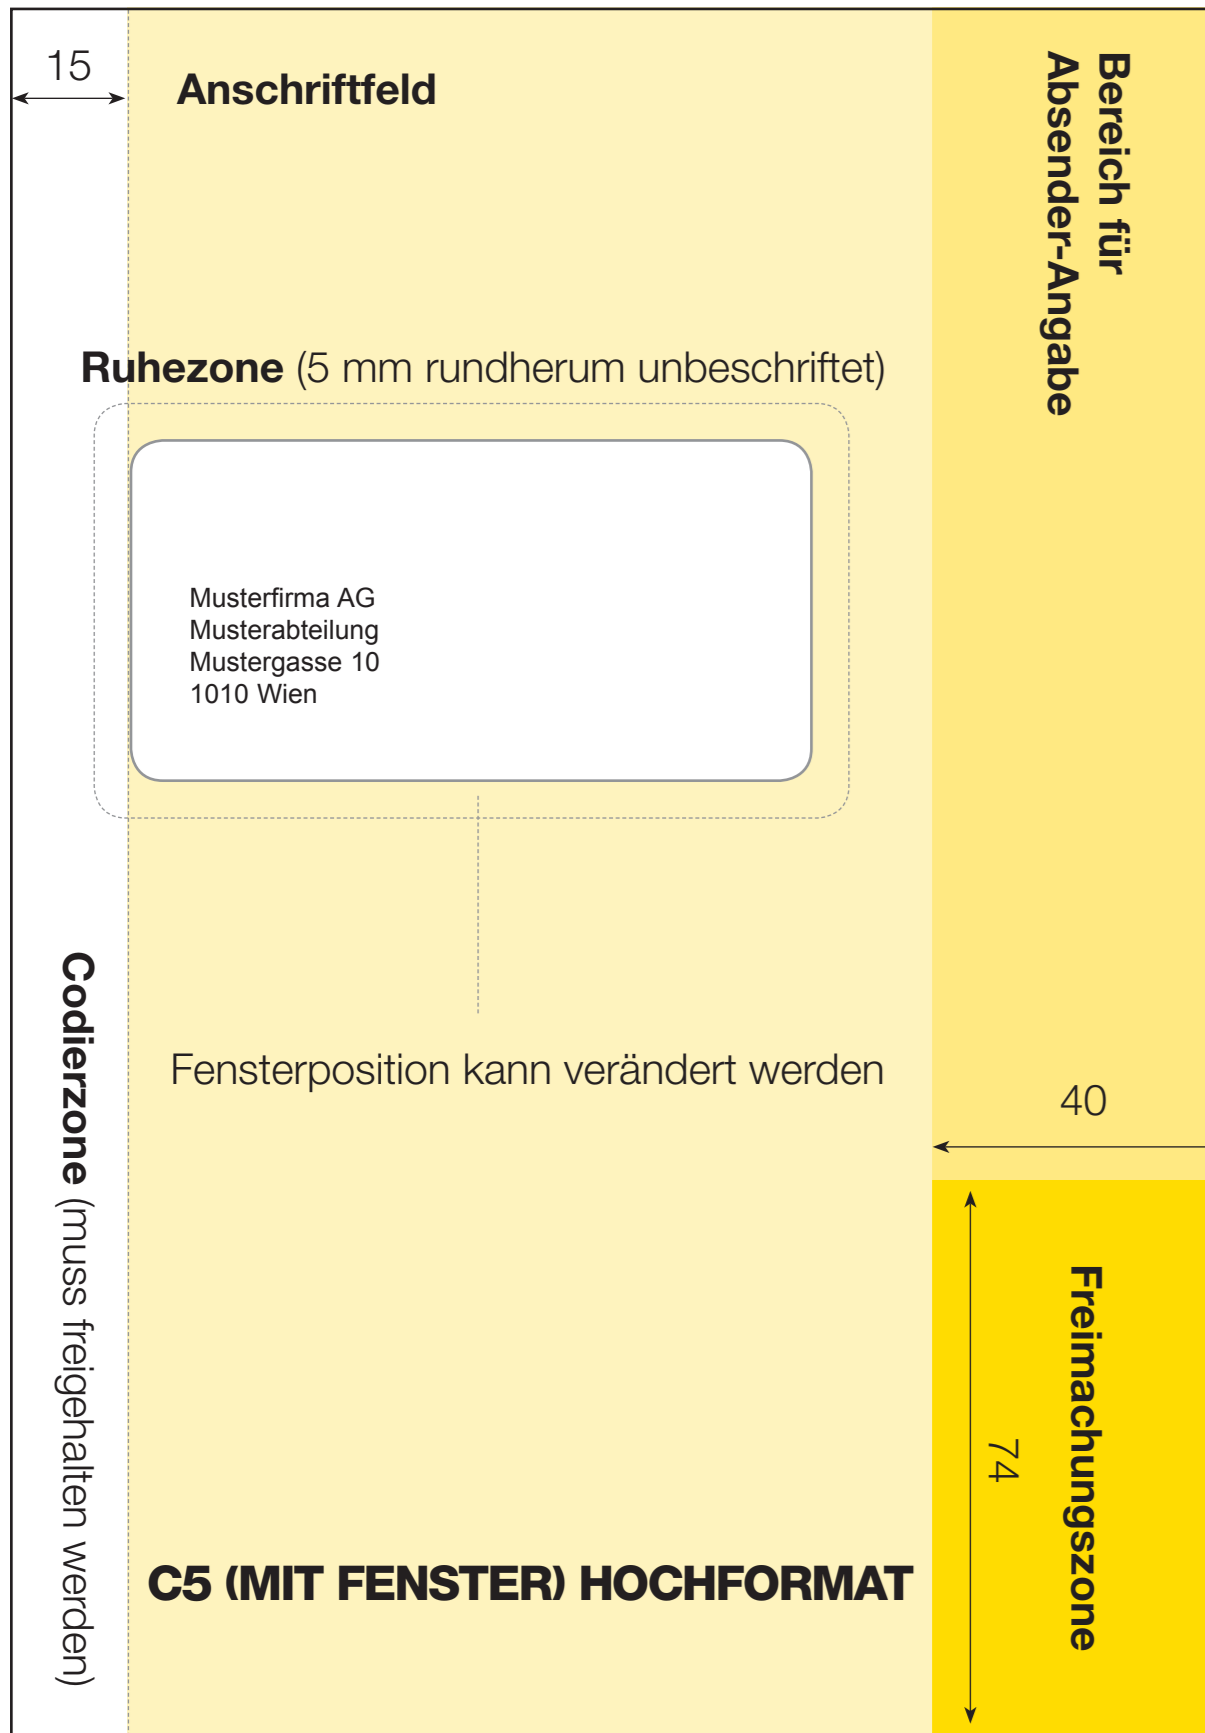 15
Anschriftfeld
Bereich für
Absender-Angabe
Ruhezone (5 mm rundherum unbeschriftet)
Musterfirma AG
Musterabteilung
Mustergasse 10
1010 Wien
Codierzone (muss freigehalten werden)
Fensterposition kann verändert werden
40
Freimachungszone
74
C5 (MIT FENSTER) HOCHFORMAT